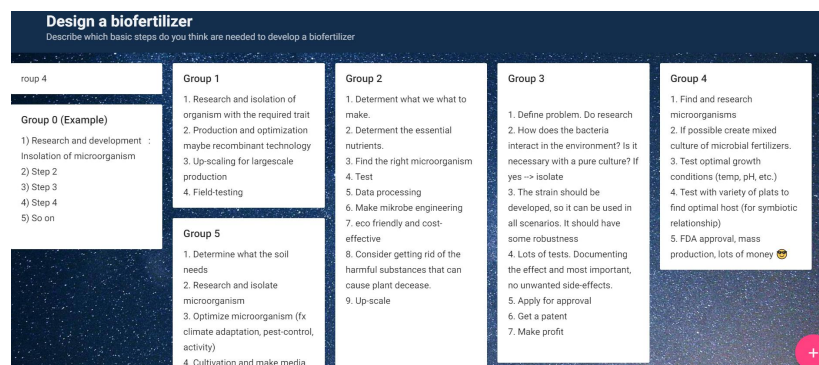 Design a biofertilizer
Describe which basic steps do you think are needed to develop a biofertilizer
roup 4
Group 0 (Example)
1) Research and development :
Insolation of microorganism
2) Step 2
3) Step 3
4) Step 4
5) So on
Group 1
1. Research and isolation of
organism with the required trait
2. Production and optimization
maybe recombinant technology
3. Up-scaling for largescale
production
4. Field-testing
Group 5
1. Determine what the soil
needs
2. Research and isolate
microorganism
3. Optimize microorganism (fx
climate adaptation, pest-control,
activity)
4. Cultivation and make media
Group 2
1. Determent what we what to
make.
2. Determent the essential
nutrients.
3. Find the right microorganism
4. Test
5. Data processing
6. Make mikrobe engineering
7. eco friendly and cost-
effective
8. Consider getting rid of the
harmful substances that can
cause plant decease.
9. Up-scale
Group 3
1. Define problem. Do research
2. How does the bacteria
interact in the environment? Is it
necessary with a pure culture? If
yes --> isolate
3. The strain should be
developed, so it can be used in
all scenarios. It should have
some robustness
4. Lots of tests. Documenting
the effect and most important,
no unwanted side-effects.
5. Apply for approval
6. Get a patent
7. Make profit
Group 4
1. Find and research
microorganisms
2. If possible create mixed
culture of microbial fertilizers.
3. Test optimal growth
conditions (temp, pH, etc.)
4. Test with variety of plats to
find optimal host (for symbiotic
relationship)
5. FDA approval, mass
production, lots of money 😎
+